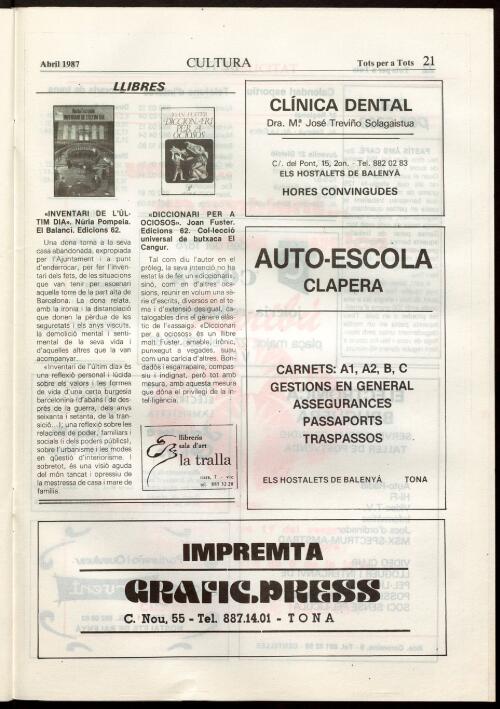 Abril 1987
CULTURA
Tots per a Tots 21
LLIBRES
JOAN FUSTER
DICCIONARI
PER A
OCIOSOS
«INVENTARI DE L'ÚL-
TIM DIA». Núria Pompeia.
El Balancí. Edicions 62.
Una dona torna a la seva
casa abandonada, expropiada
per l'Ajuntament i a punt
d'enderrocar, per fer l'inven-
tari dels fets, de les situacions
que van tenir per escenari
aquella torre de la part alta de
Barcelona. La dona relata,
amb la ironia i la distanciació
que donen la pèrdua de les
seguretats i els anys viscuts,
la demolició mental i senti-
mental de la seva vida i
d'aquelles altres que la van
acompanyar...
«Inventari de l'últim dia» és
una reflexió personal i lúcida
sobre els valors i les formes
de vida d'una certa burgesia
barcelonina (d'abans i de des-
prés de la guerra, dels anys
seixanta i setanta, de la tran-
sició...); una reflexió sobre les
relacions de poder, familiars i
socials (i dels poders públics),
sobre l'urbanisme i les modes
en qüestió d'interiorisme. I
sobretot, és una visió aguda
del món tancat i opressiu de
la mestressa de casa i mare de
família.
«DICCIONARI PER A
OCIOSOS». Joan Fuster.
Edicions 62. Col·lecció
universal de butxaca El
Cangur.
Tal com diu l'autor en el
pròleg, la seva intenció no ha
estat la de fer un «diccionari»,
sinó, com en d'altres ocasi-
ons, reunir en volum una sè-
rie d'escrits, diversos en el te-
ma i d'extensió desigual, ca-
talogables dins el gènere elàs-
tic de l'«assaig». «Diccionari
per a ociosos» és un llibre
molt Fuster, amable, irònic,
punxegut a vegades, suau
com una carícia d'altres. Bon-
dadós i esgarrapaire, compas-
siu i indignat, però tot amb
mesura, amb aquesta mesura
que dóna el privilegi de la in-
tel·ligència.
llibreria
sala d'art
la tralla
CLÍNICA DENTAL
Dra. M.ª José Treviño Solagaistua
C/. del Pont, 15, 2on. - Tel. 882 02 83
ELS HOSTALETS DE BALENYÀ
HORES CONVINGUDES
AUTO-ESCOLA
CLAPERA
CARNETS: A1, A2, B, C
GESTIONS EN GENERAL
ASSEGURANCES
PASSAPORTS
TRASPASSOS
ELS HOSTALETS DE BALENYÀ TONA
IMPREMTA
GRAFIC.PRESS
C. Nou, 55 - Tel. 887.14.01 - TONA